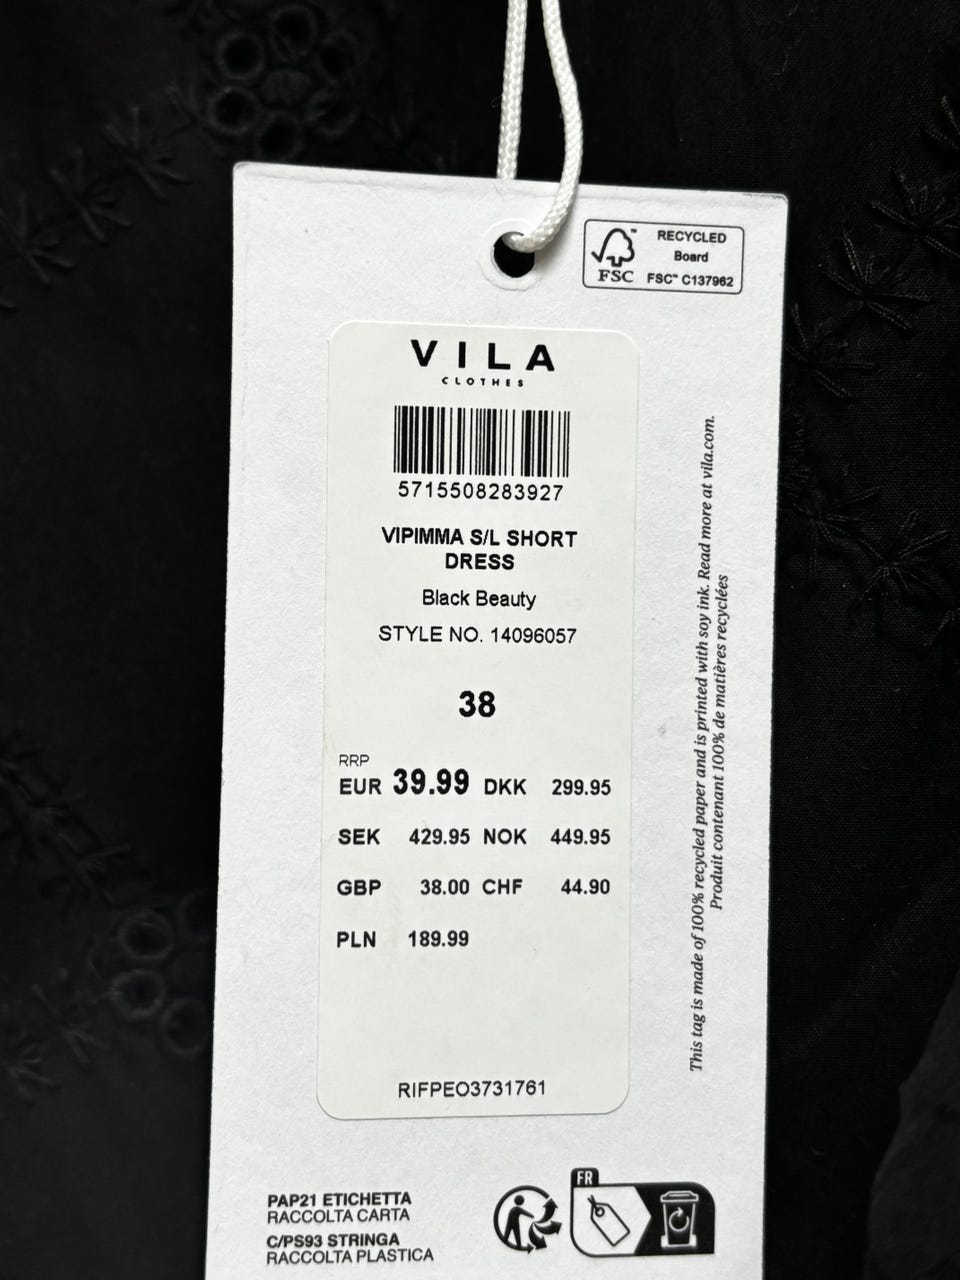 RECYCLED
Board
FSC™ C137962
FSC™
VILA
CLOTHES
5715508283927
VIPIMMA S/L SHORT
DRESS
Black Beauty
STYLE NO. 14096057
38
RRP
EUR 39.99 DKK 299.95
SEK 429.95 NOK 449.95
GBP 38.00 CHF 44.90
PLN 189.99
RIFPEO3731761
This tag is made of 100% recycled paper and is printed with soy ink. Read more at vila.com.
Produit contenant 100% de matières recyclées
PAP21 ETICHETTA
RACCOLTA CARTA
C/PS93 STRINGA
RACCOLTA PLASTICA
FR